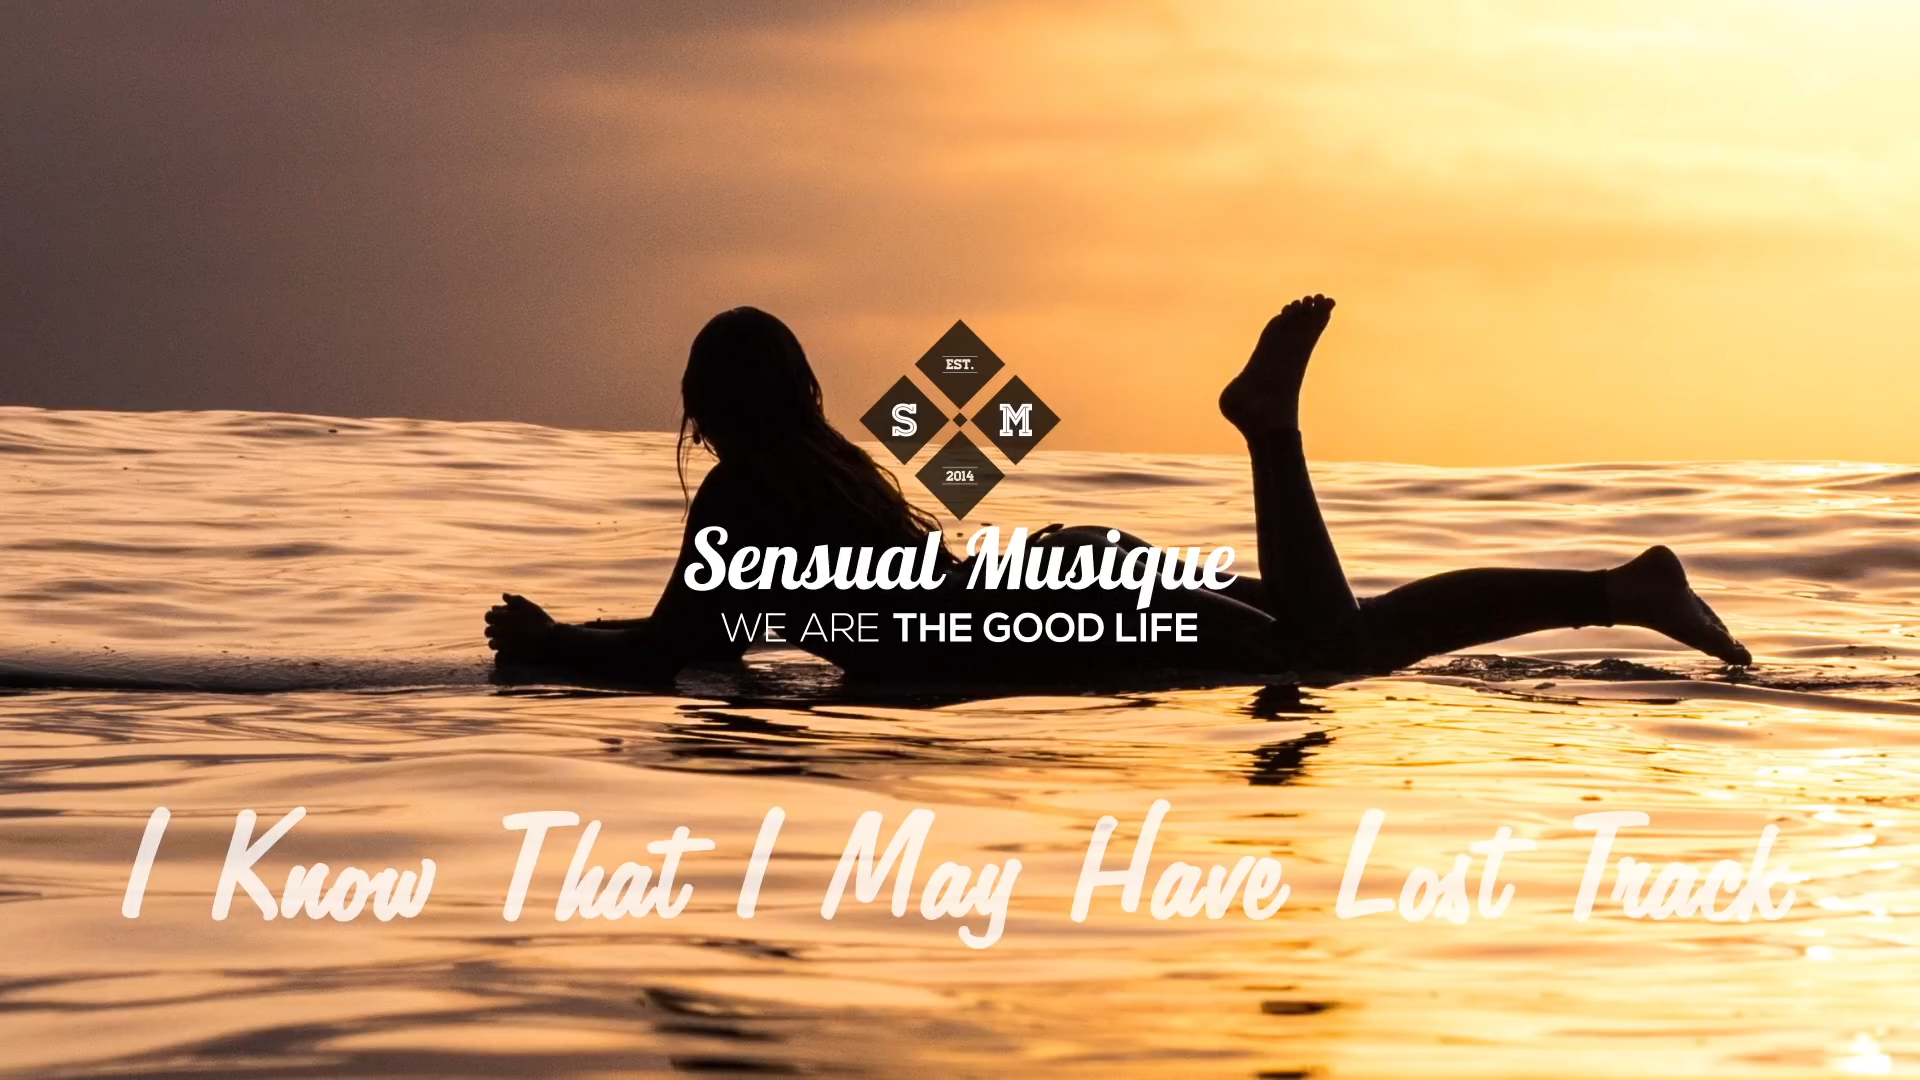 EST.
S M
2014
Sensual Musique
WE ARE THE GOOD LIFE
I Know That I May Have Lost Track